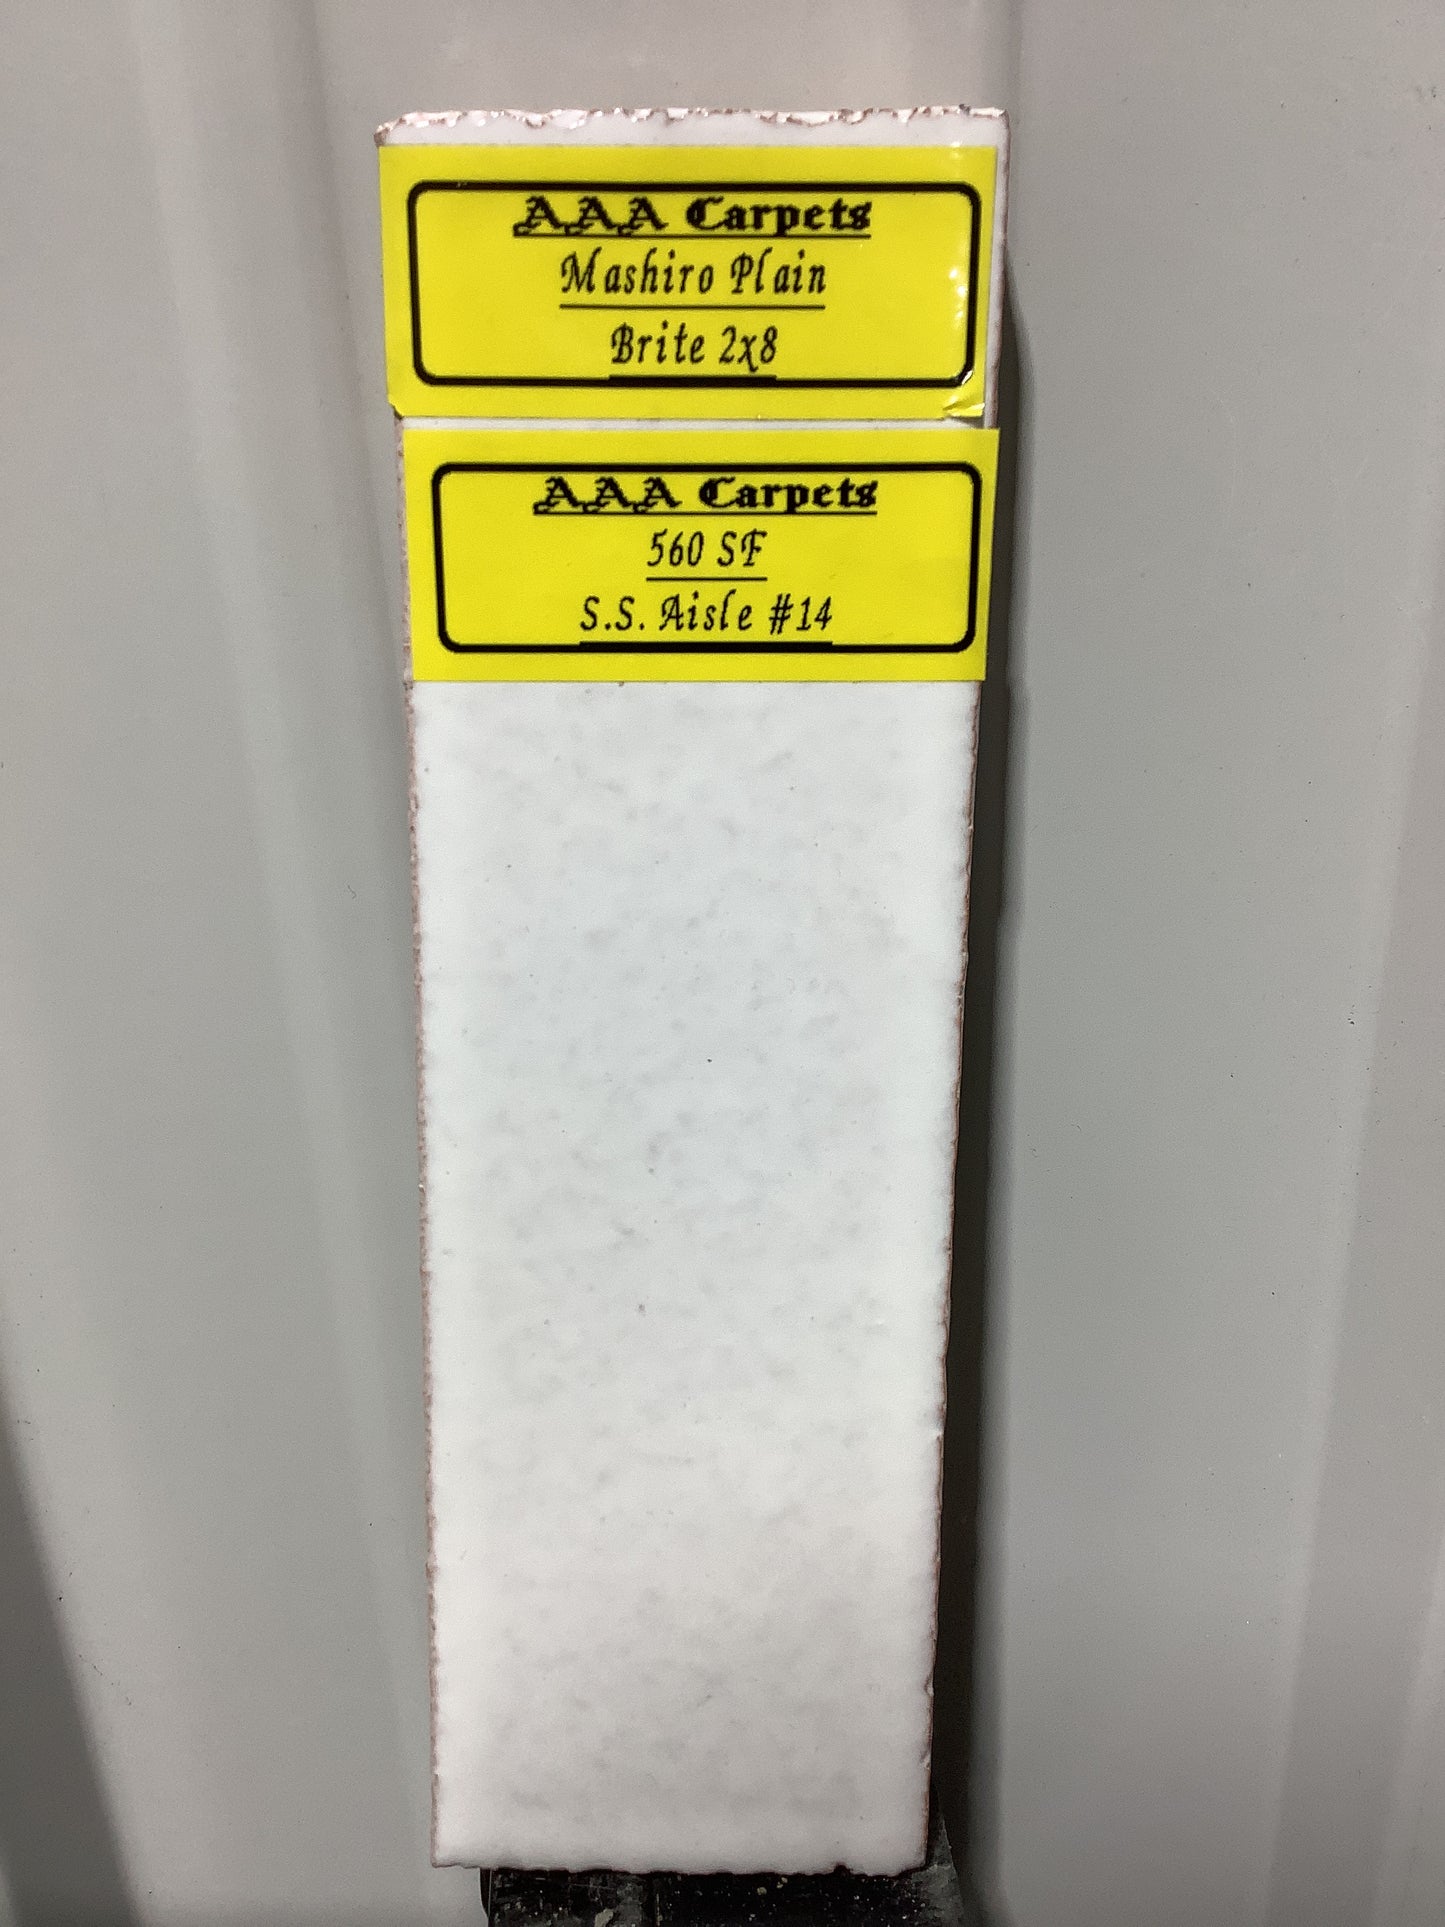 AAA Carpets
Mashiro Plain
Brite 2x8
AAA Carpets
560 SF
S.S. Aisle #14